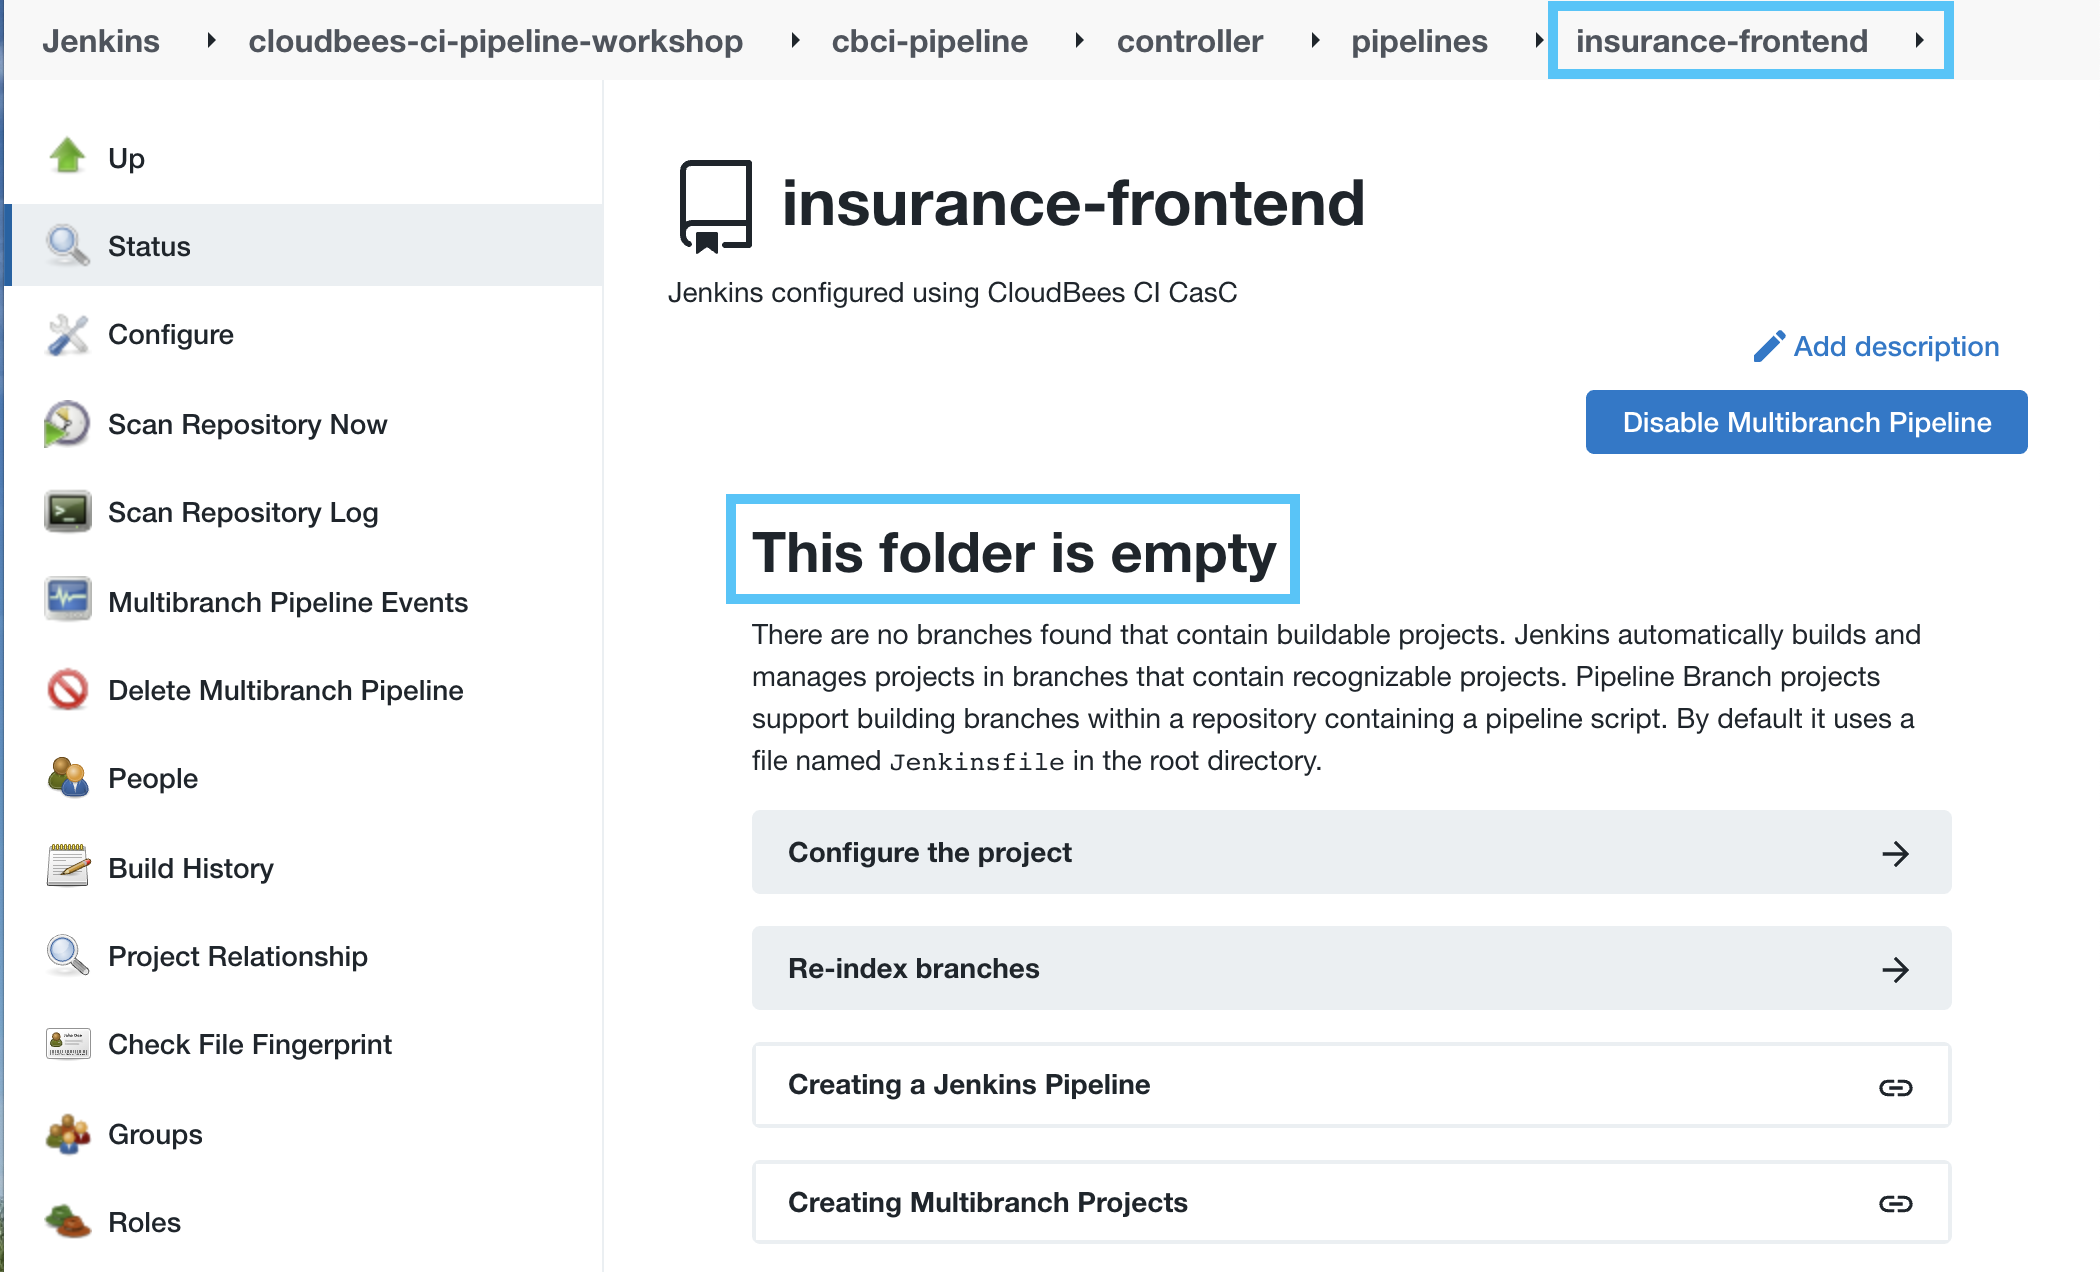 Jenkins cloudbees-ci-pipeline-workshop cbci-pipeline controller pipelines insurance-frontend
Up
Status
Configure
Scan Repository Now
Scan Repository Log
Multibranch Pipeline Events
Delete Multibranch Pipeline
People
Build History
Project Relationship
Check File Fingerprint
Groups
Roles
insurance-frontend
Jenkins configured using CloudBees CI CasC
Add description
Disable Multibranch Pipeline
This folder is empty
There are no branches found that contain buildable projects. Jenkins automatically builds and
manages projects in branches that contain recognizable projects. Pipeline Branch projects
support building branches within a repository containing a pipeline script. By default it uses a
file named Jenkinsfile in the root directory.
Configure the project
Re-index branches
Creating a Jenkins Pipeline
Creating Multibranch Projects